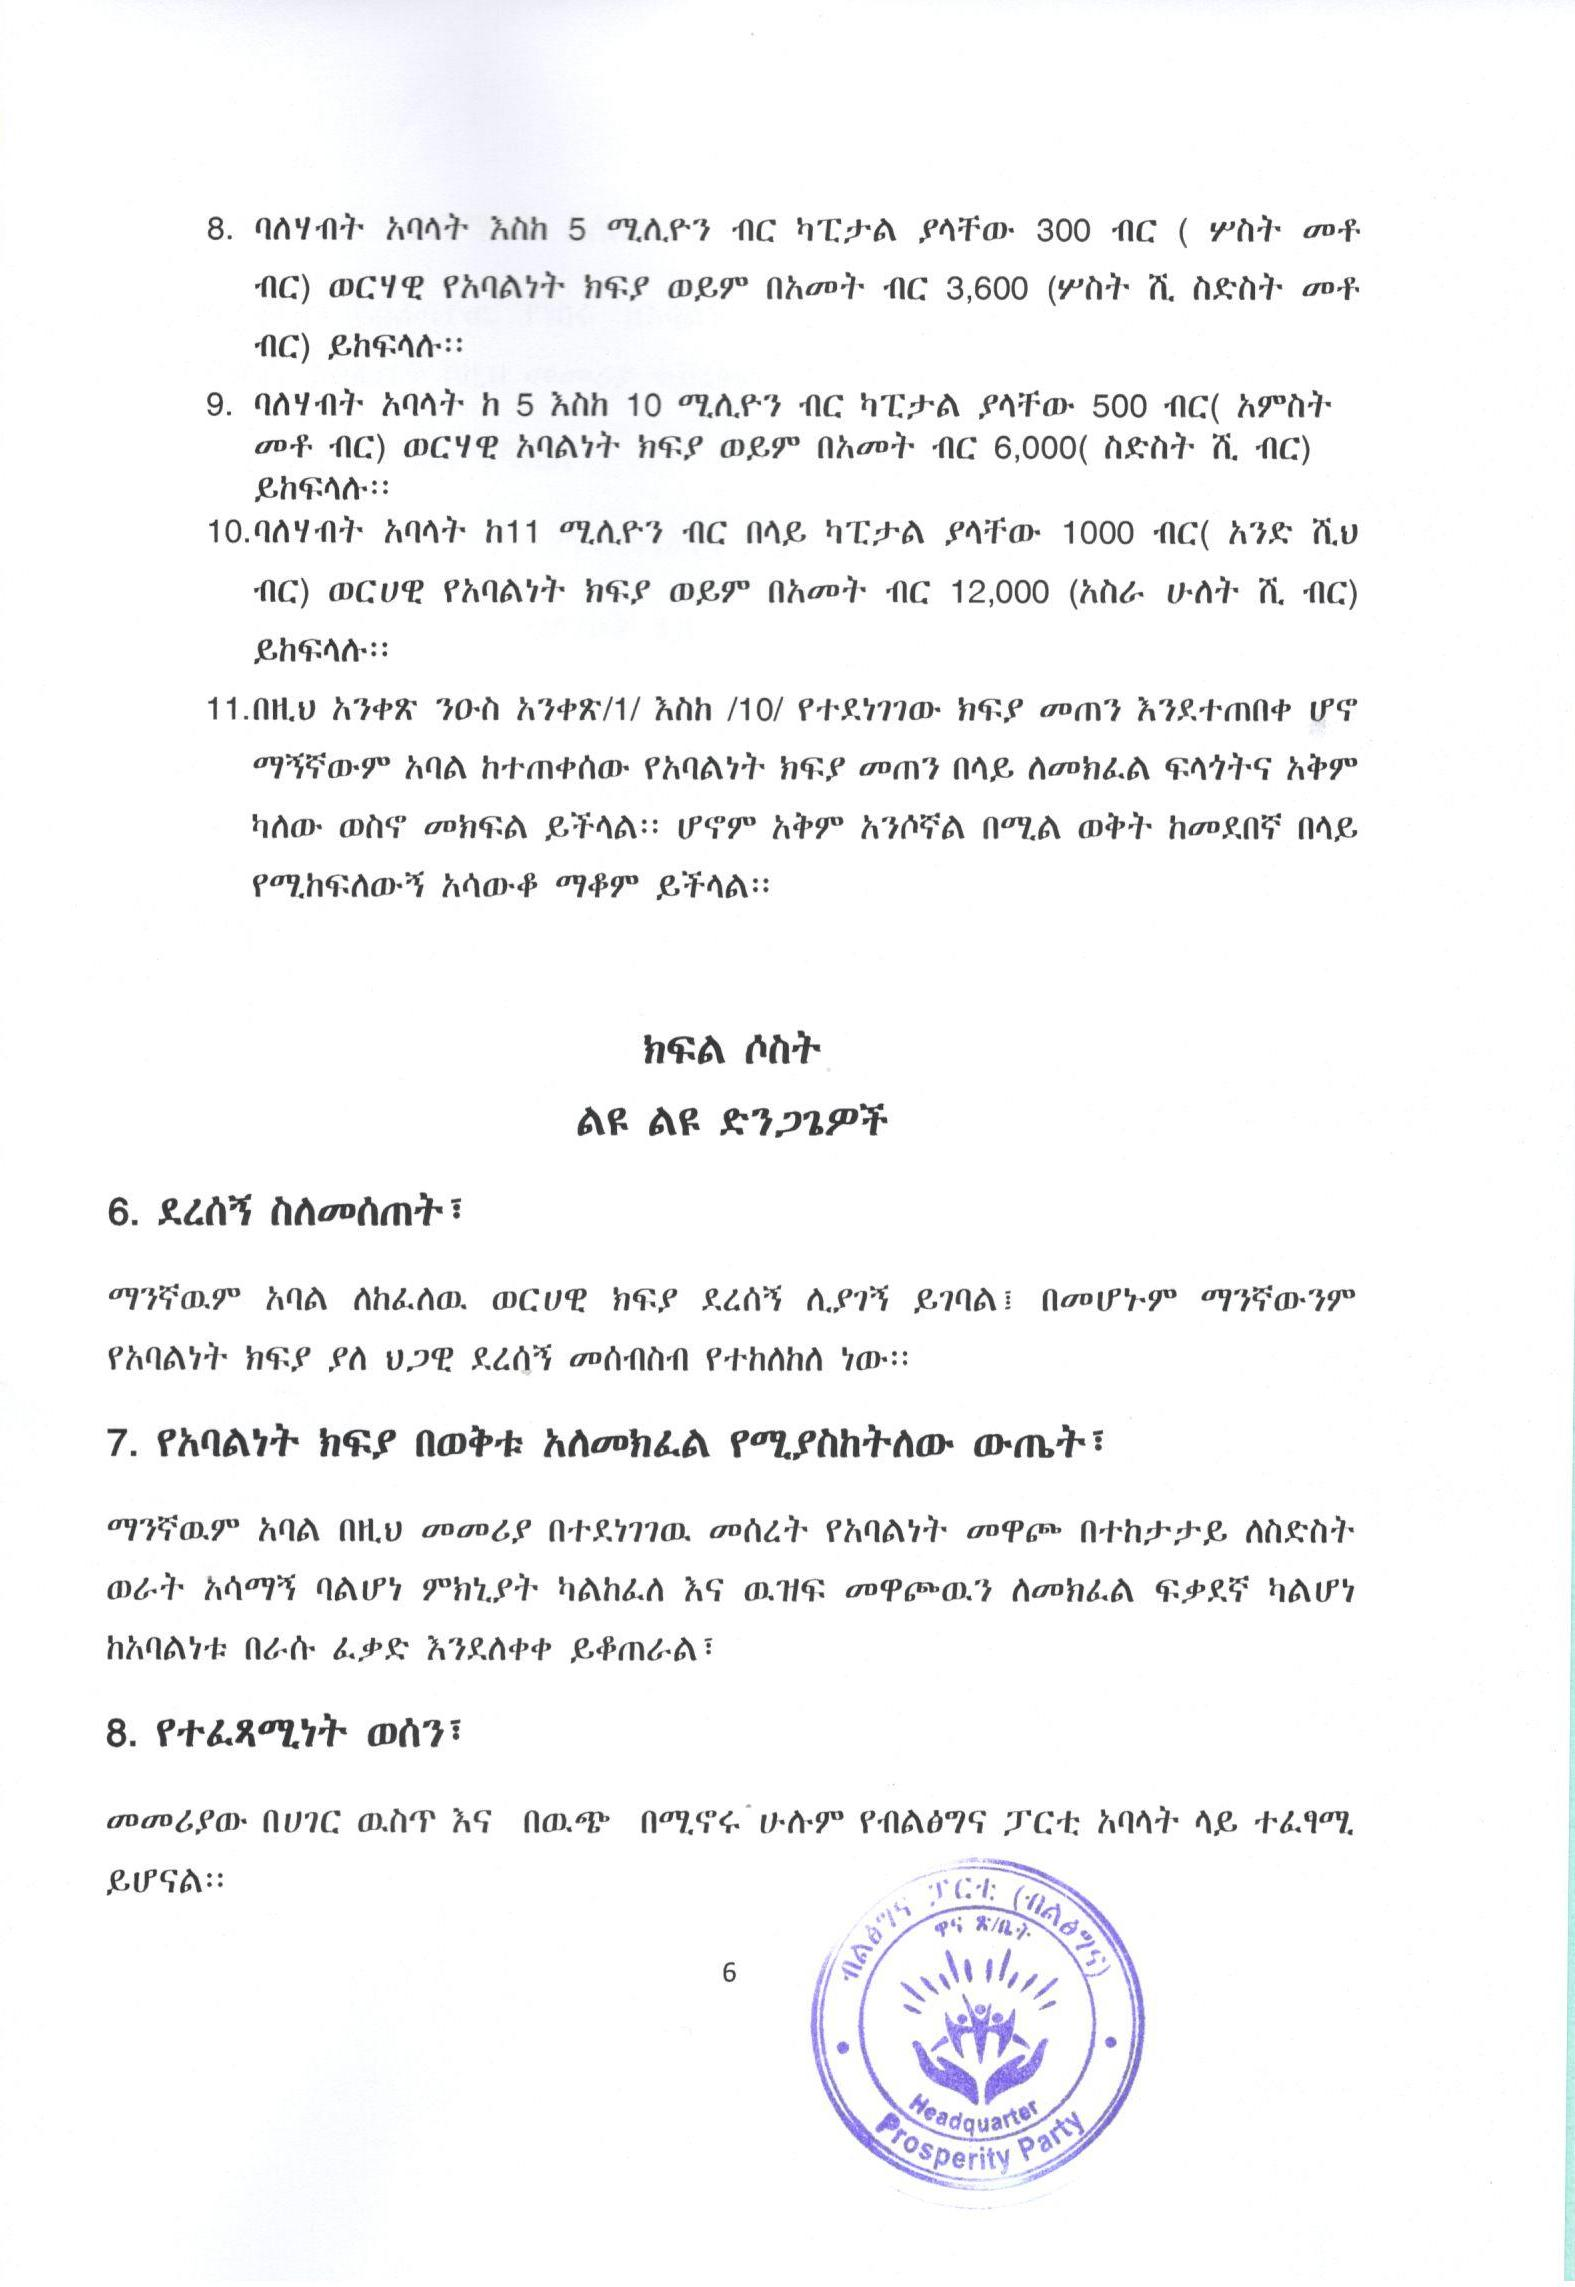 8. ባለሃብት አባላት እስከ 5 ሚሊዮን ብር ካፒታል ያላቸው 300 ብር ( ሦስት መቶ
ብር) ወርሃዊ የአባልነት ክፍያ ወይም በአመት ብር 3,600 (ሦስት ሺ ስድስት መቶ
ብር) ይከፍላሉ፡፡
9. ባለሃብት አባላት ከ 5 እስከ 10 ሚሊዮን ብር ካፒታል ያላቸው 500 ብር( አምስት
መቶ ብር) ወርሃዊ አባልነት ክፍያ ወይም በአመት ብር 6,000( ስድስት ሺ ብር)
ይከፍላሉ፡፡
10.ባለሃብት አባላት ከ11 ሚሊዮን ብር በላይ ካፒታል ያላቸው 1000 ብር( አንድ ሺህ
ብር) ወርሀዊ የአባልነት ክፍያ ወይም በአመት ብር 12,000 (አስራ ሁለት ሺ ብር)
ይከፍላሉ፡፡
11.በዚህ አንቀጽ ንዑስ አንቀጽ/1/ እስከ /10/ የተደነገገው ክፍያ መጠን እንደተጠበቀ ሆኖ
ማኝኛውም አባል ከተጠቀሰው የአባልነት ክፍያ መጠን በላይ ለመክፈል ፍላጎትና አቅም
ካለው ወስኖ መክፍል ይችላል፡፡ ሆኖም አቅም አንሶኛል በሚል ወቅት ከመደበኛ በላይ
የሚከፍለውኝ አሳውቆ ማቆም ይችላል፡፡
ክፍል ሶስት
ልዩ ልዩ ድንጋጌዎች
6. ደረሰኝ ስለመሰጠት፣
ማንኛዉም አባል ለከፈለዉ ወርሀዊ ክፍያ ደረሰኝ ሊያገኝ ይገባል፤ በመሆኑም ማንኛውንም
የአባልነት ክፍያ ያለ ህጋዊ ደረሰኝ መሰብሰብ የተከለከለ ነው፡፡
7. የአባልነት ክፍያ በወቅቱ አለመክፈል የሚያስከትለው ውጤት፣
ማንኛዉም አባል በዚህ መመሪያ በተደነገገዉ መሰረት የአባልነት መዋጮ በተከታታይ ለስድስት
ወራት አሳማኝ ባልሆነ ምክኒያት ካልከፈለ እና ዉዝፍ መዋጮዉን ለመክፈል ፍቃደኛ ካልሆነ
ከአባልነቱ በራሱ ፈቃድ እንደለቀቀ ይቆጠራል፣
8. የተፈጻሚነት ወሰን፣
መመሪያው በሀገር ዉስጥ እና በዉጭ በሚኖሩ ሁሉም የብልፅግና ፓርቲ አባላት ላይ ተፈፃሚ
ይሆናል፡፡
6
ብልፅግና ፓርቲ (ብልፅግና)
ዋና ጽ/ቤት
Headquarter
Prosperity Party